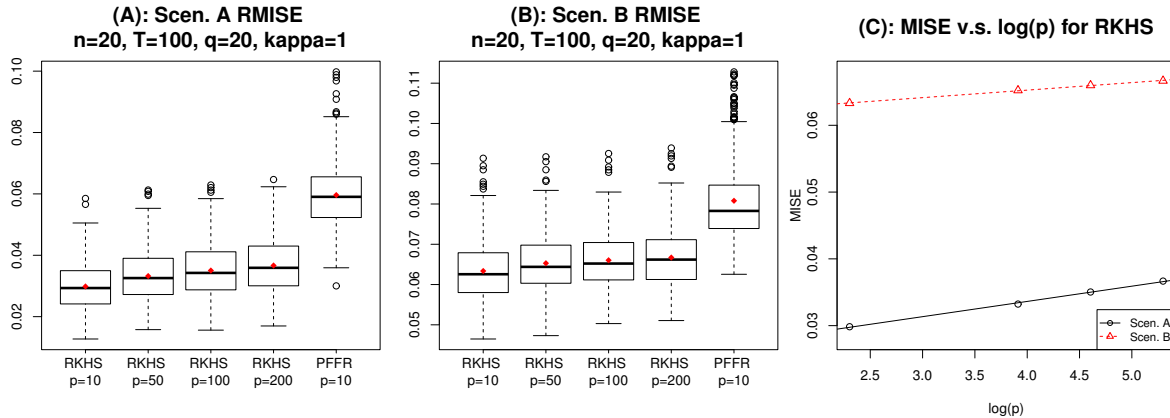 (A): Scen. A RMISE
n=20, T=100, q=20, kappa=1
0.10
0.08
0.06
0.04
0.02
RKHS p=10
RKHS p=50
RKHS p=100
RKHS p=200
PFFR p=10
(B): Scen. B RMISE
n=20, T=100, q=20, kappa=1
0.11
0.10
0.09
0.08
0.07
0.06
0.05
RKHS p=10
RKHS p=50
RKHS p=100
RKHS p=200
PFFR p=10
(C): MISE v.s. log(p) for RKHS
MISE
0.06
0.05
0.04
0.03
Scen. A
Scen. B
2.5 3.0 3.5 4.0 4.5 5.0
log(p)